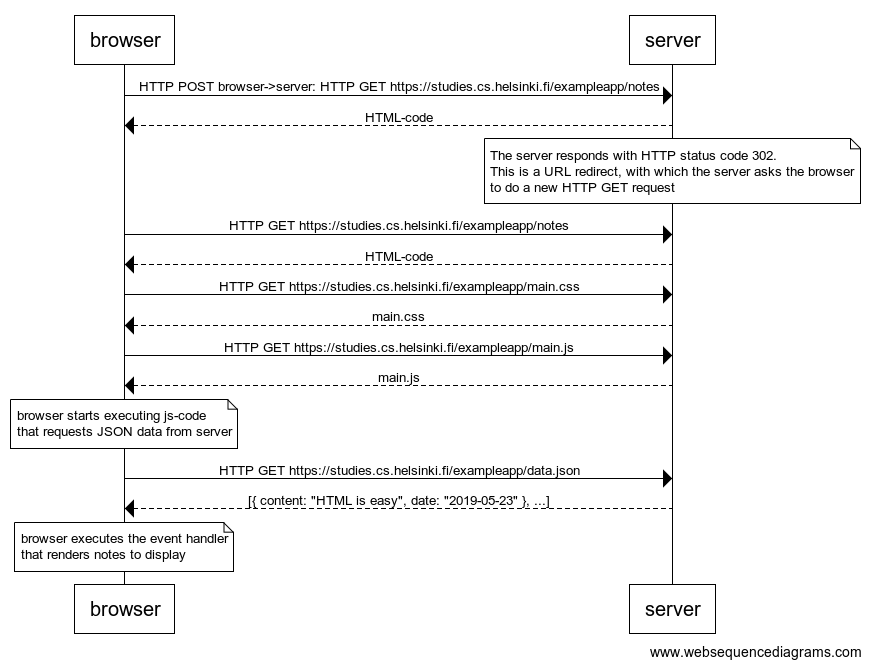 browser
server
HTTP POST browser->server: HTTP GET https://studies.cs.helsinki.fi/exampleapp/notes
HTML-code
The server responds with HTTP status code 302.
This is a URL redirect, with which the server asks the browser
to do a new HTTP GET request
HTTP GET https://studies.cs.helsinki.fi/exampleapp/notes
HTML-code
HTTP GET https://studies.cs.helsinki.fi/exampleapp/main.css
main.css
HTTP GET https://studies.cs.helsinki.fi/exampleapp/main.js
main.js
browser starts executing js-code
that requests JSON data from server
HTTP GET https://studies.cs.helsinki.fi/exampleapp/data.json
[{ content: "HTML is easy", date: "2019-05-23" }, ...]
browser executes the event handler
that renders notes to display
browser
server
www.websequencediagrams.com